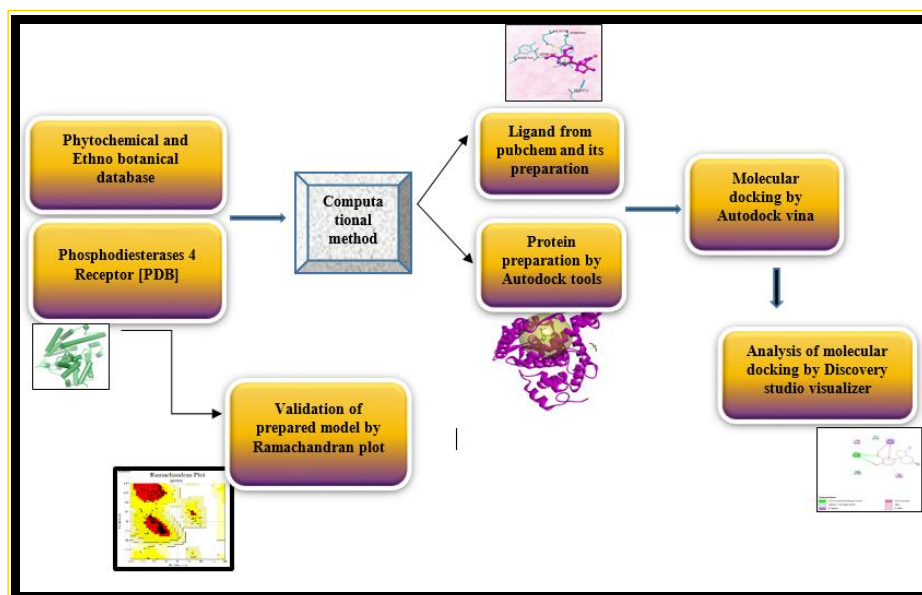 Phytochemical and
Ethno botanical
database
Phosphodiesterases 4
Receptor [PDB]
Computa
tional
method
Ligand from
pubchem and its
preparation
Protein
preparation by
Autodock tools
Molecular
docking by
Autodock vina
Analysis of molecular
docking by Discovery
studio visualizer
Validation of
prepared model by
Ramachandran plot
Ramachandran Plot